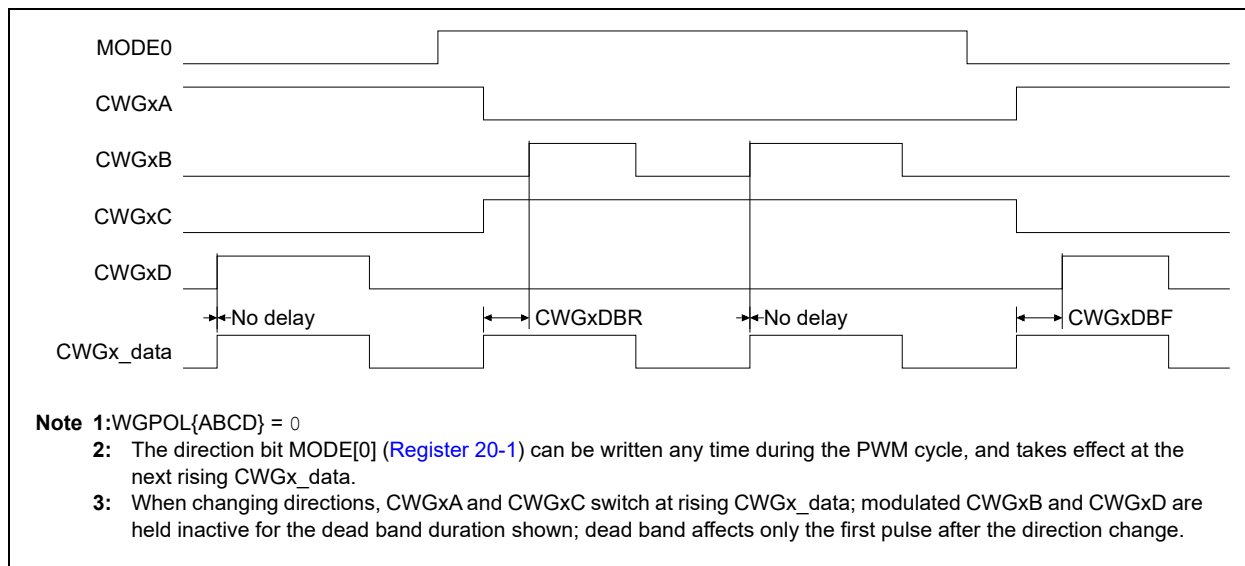 MODE0
CWGxA
CWGxB
CWGxC
CWGxD
No delay
CWGxDBR
No delay
CWGxDBF
CWGx_data
Note 1:WGPOL{ABCD} = 0
2: The direction bit MODE[0] (Register 20-1) can be written any time during the PWM cycle, and takes effect at the
next rising CWGx_data.
3: When changing directions, CWGxA and CWGxC switch at rising CWGx_data; modulated CWGxB and CWGxD are
held inactive for the dead band duration shown; dead band affects only the first pulse after the direction change.